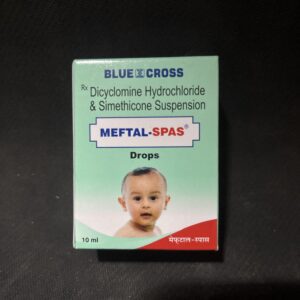 BLUE CROSS
Rx Dicyclomine Hydrochloride
& Simethicone Suspension
MEFTAL-SPAS®
Drops
10 ml
मेफ्टाल-स्पास